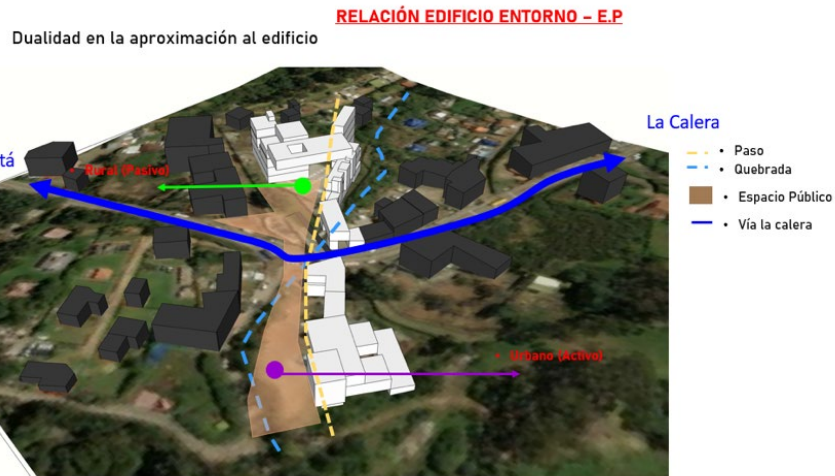 RELACIÓN EDIFICIO ENTORNO – E.P
Dualidad en la aproximación al edificio
tá
La Calera
• Rural (Pasivo)
• Paso
• Quebrada
• Espacio Público
• Vía la calera
• Urbano (Activo)